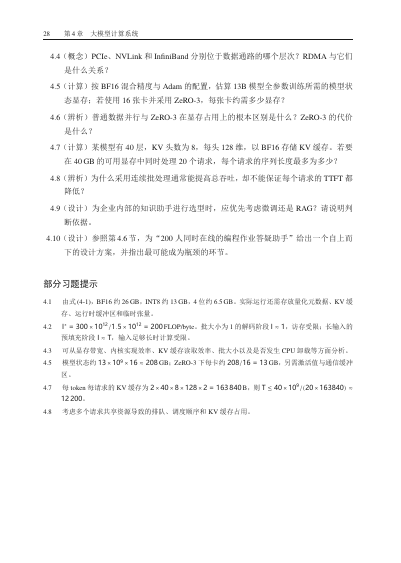 28 第 4 章 大模型计算系统
4.4（概念）PCIe、NVLink 和 InfiniBand 分别位于数据通路的哪个层次？RDMA 与它们
是什么关系？
4.5（计算）按 BF16 混合精度与 Adam 的配置，估算 13B 模型全参数训练所需的模型状
态显存；若使用 16 张卡并采用 ZeRO-3，每张卡约需多少显存？
4.6（辨析）普通数据并行与 ZeRO-3 在显存占用上的根本区别是什么？ZeRO-3 的代价
是什么？
4.7（计算）某模型有 40 层，KV 头数为 8，每头 128 维，以 BF16 存储 KV 缓存。若要
在 40 GB 的可用显存中同时处理 20 个请求，每个请求的序列长度最多为多少？
4.8（辨析）为什么采用连续批处理通常能提高总吞吐，却不能保证每个请求的 TTFT 都
降低？
4.9（设计）为企业内部的知识助手进行选型时，应优先考虑微调还是 RAG？请说明判
断依据。
4.10（设计）参照第4.6 节，为“200 人同时在线的编程作业答疑助手”给出一个自上而
下的设计方案，并指出最可能成为瓶颈的环节。
部分习题提示
4.1 由式 (4-1)，BF16 约 26 GB，INT8 约 13 GB，4 位约 6.5 GB。实际运行还需存放量化元数据、KV 缓
存、运行时缓冲区和临时张量。
4.2 I* = 300 × 10¹²/1.5 × 10¹² = 200 FLOP/byte。批大小为 1 的解码阶段 I ≈ 1，访存受限；长输入的
预填充阶段 I ≈ T，输入足够长时计算受限。
4.3 可从显存带宽、内核实现效率、KV 缓存读取效率、批大小以及是否发生 CPU 卸载等方面分析。
4.5 模型状态约 13 × 10⁹ × 16 ≈ 208 GB；ZeRO-3 下每卡约 208/16 = 13 GB，另需激活值与通信缓冲
区。
4.7 每 token 每请求的 KV 缓存为 2 × 40 × 8 × 128 × 2 = 163 840 B，则 T ≤ 40 × 10⁹/(20 × 163840) ≈
12 200。
4.8 考虑多个请求共享资源导致的排队、调度顺序和 KV 缓存占用。